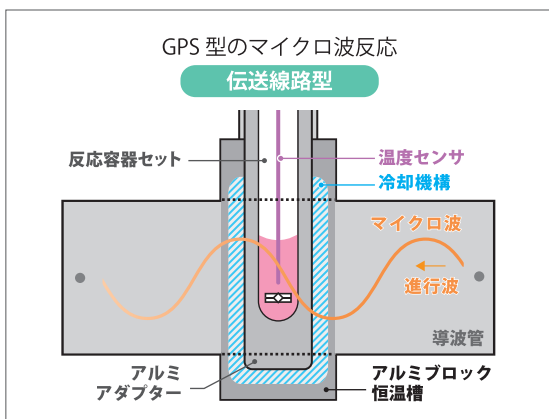 GPS 型のマイクロ波反応
伝送線路型
反応容器セット
温度センサ
冷却機構
マイクロ波
進行波
導波管
アルミ
アダプター
アルミブロック
恒温槽